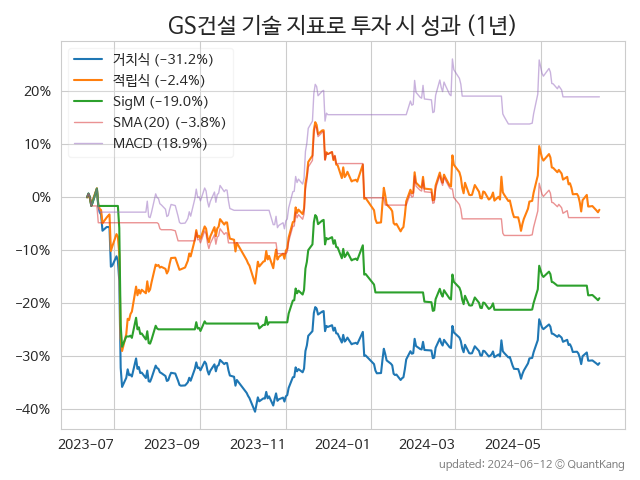 GS건설 기술 지표로 투자 시 성과 (1년)
거치식 (−31.2%)
적립식 (−2.4%)
SigM (−19.0%)
SMA(20) (−3.8%)
MACD (18.9%)
20%
10%
0%
−10%
−20%
−30%
−40%
2023-07 2023-09 2023-11 2024-01 2024-03 2024-05
updated: 2024-06-12 © QuantKang